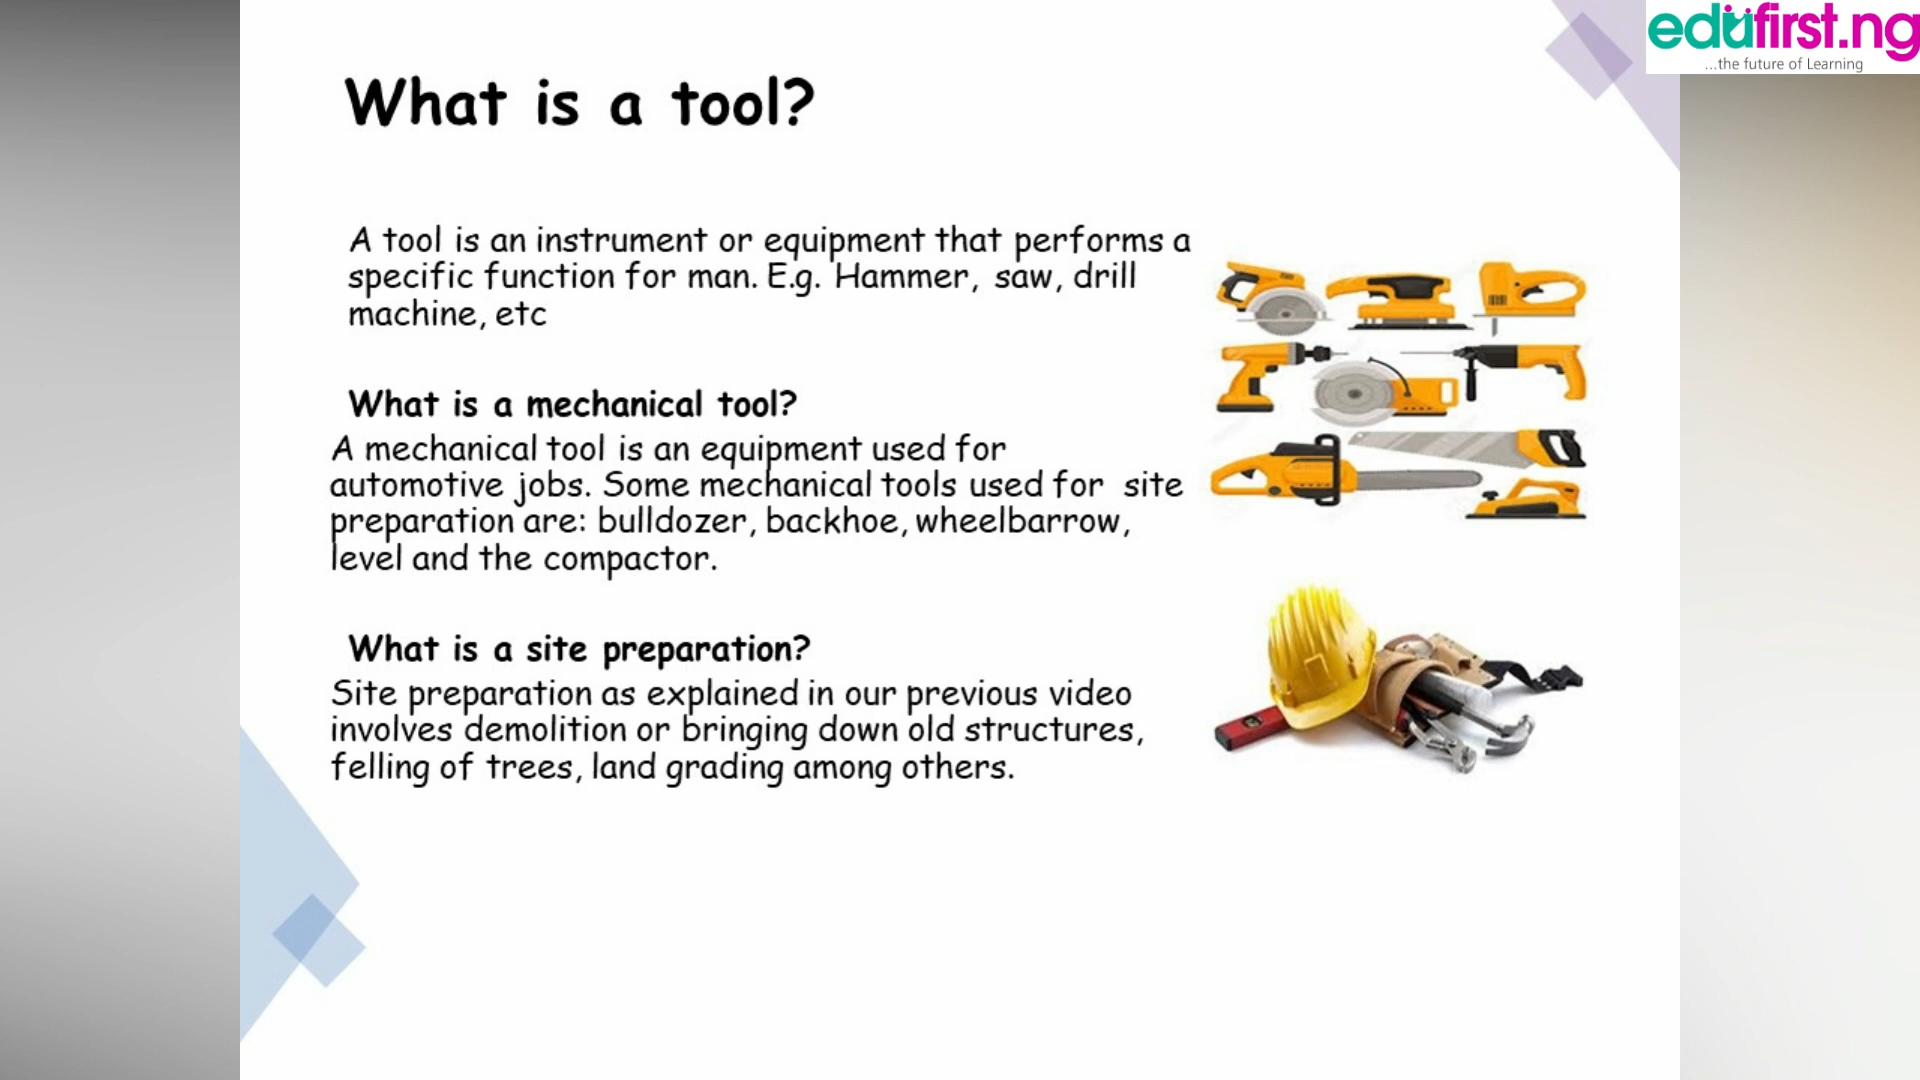 edufirst.ng
...the future of Learning
What is a tool?
A tool is an instrument or equipment that performs a
specific function for man. E.g. Hammer, saw, drill
machine, etc
What is a mechanical tool?
A mechanical tool is an equipment used for
automotive jobs. Some mechanical tools used for site
preparation are: bulldozer, backhoe, wheelbarrow,
level and the compactor.
What is a site preparation?
Site preparation as explained in our previous video
involves demolition or bringing down old structures,
felling of trees, land grading among others.